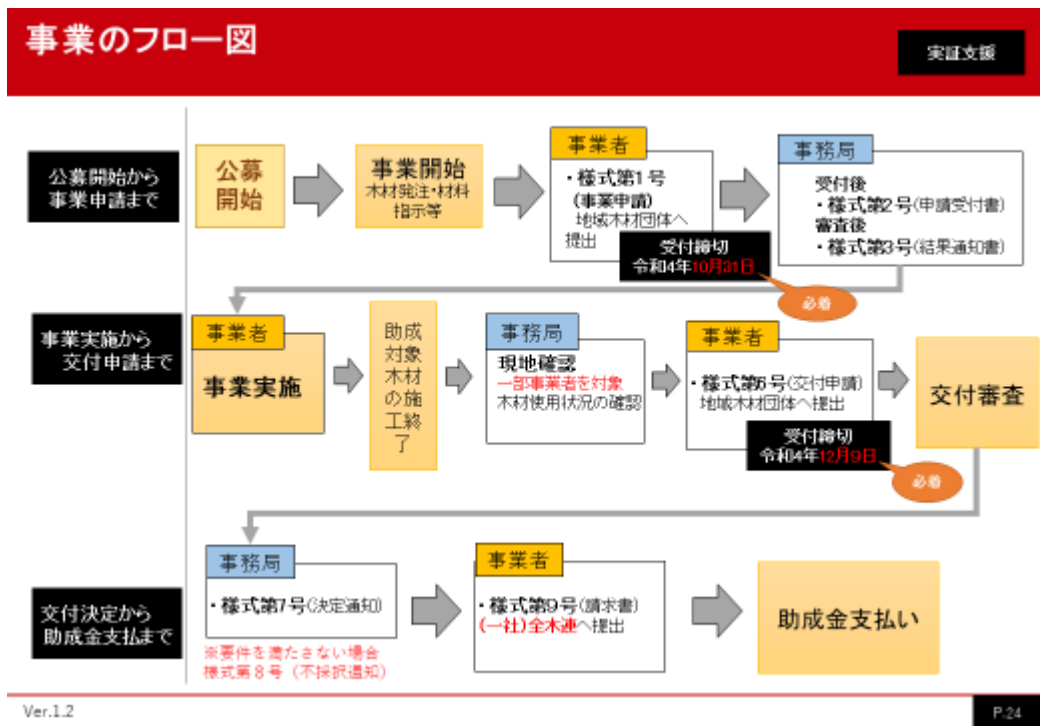 事業のフロー図
実証支援
公募開始から
事業申請まで
公募
開始
事業開始
木材発注・材料
指示等
事業者
・様式第1号
(事業申請)
地域木材団体へ
提出
受付締切
令和4年10月31日
必着
事務局
受付後
・様式第2号(申請受付書)
審査後
・様式第3号(結果通知書)
事業実施から
交付申請まで
事業者
事業実施
助成
対象
木材
の施
工終
了
事務局
現地確認
一部事業者を対象
木材使用状況の確認
事業者
・様式第6号(交付申請)
地域木材団体へ提出
受付締切
令和4年12月9日
必着
交付審査
交付決定から
助成金支払まで
事務局
・様式第7号(決定通知)
※要件を満たさない場合
様式第8号(不採択通知)
事業者
・様式第9号(請求書)
(一社)全木連へ提出
助成金支払い
Ver.1.2
P.24